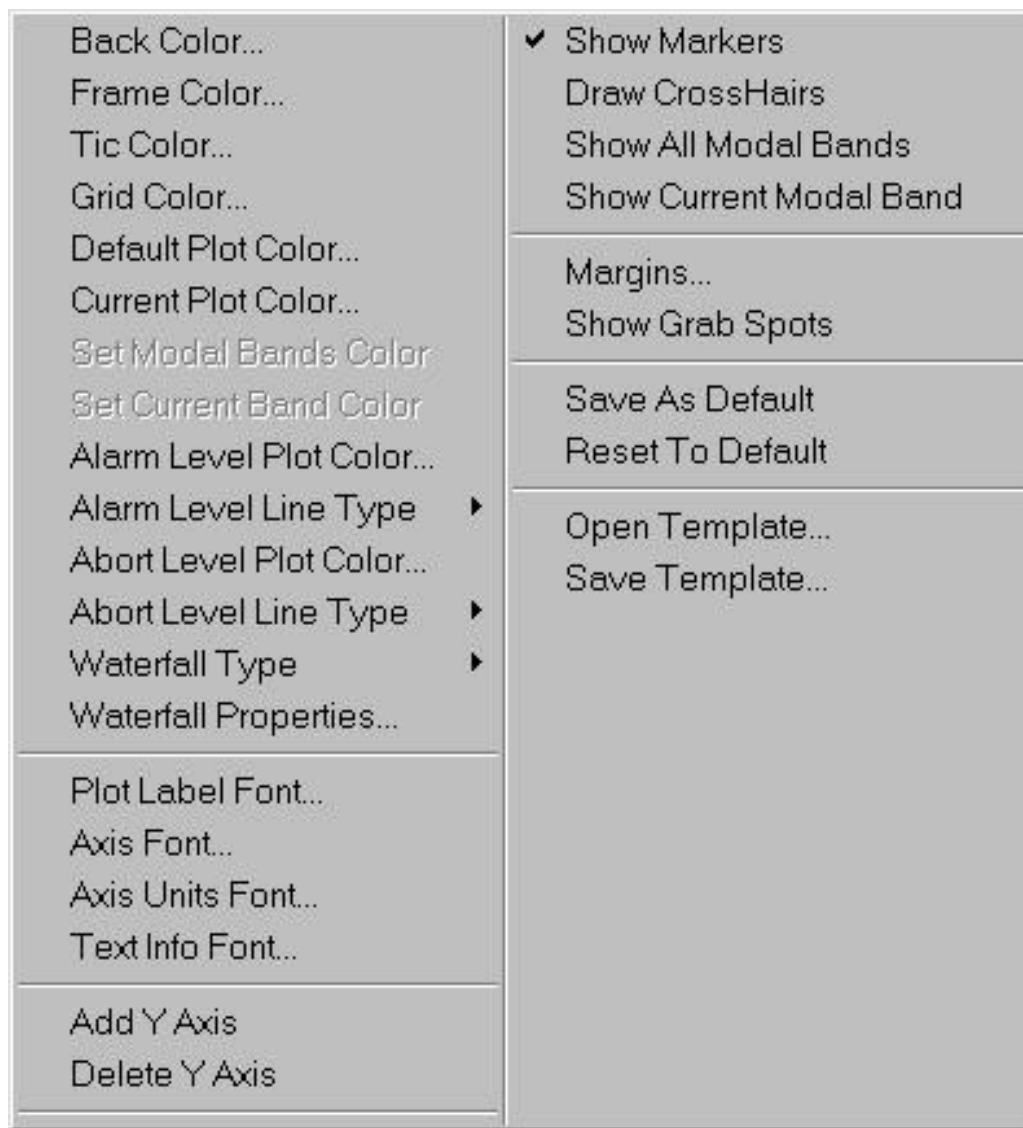 Back Color...
Frame Color...
Tic Color...
Grid Color...
Default Plot Color...
Current Plot Color...
Set Modal Bands Color
Set Current Band Color
Alarm Level Plot Color...
Alarm Level Line Type
Abort Level Plot Color...
Abort Level Line Type
Waterfall Type
Waterfall Properties...
Plot Label Font...
Axis Font...
Axis Units Font...
Text Info Font...
Add Y Axis
Delete Y Axis
Show Markers
Draw CrossHairs
Show All Modal Bands
Show Current Modal Band
Margins...
Show Grab Spots
Save As Default
Reset To Default
Open Template...
Save Template...